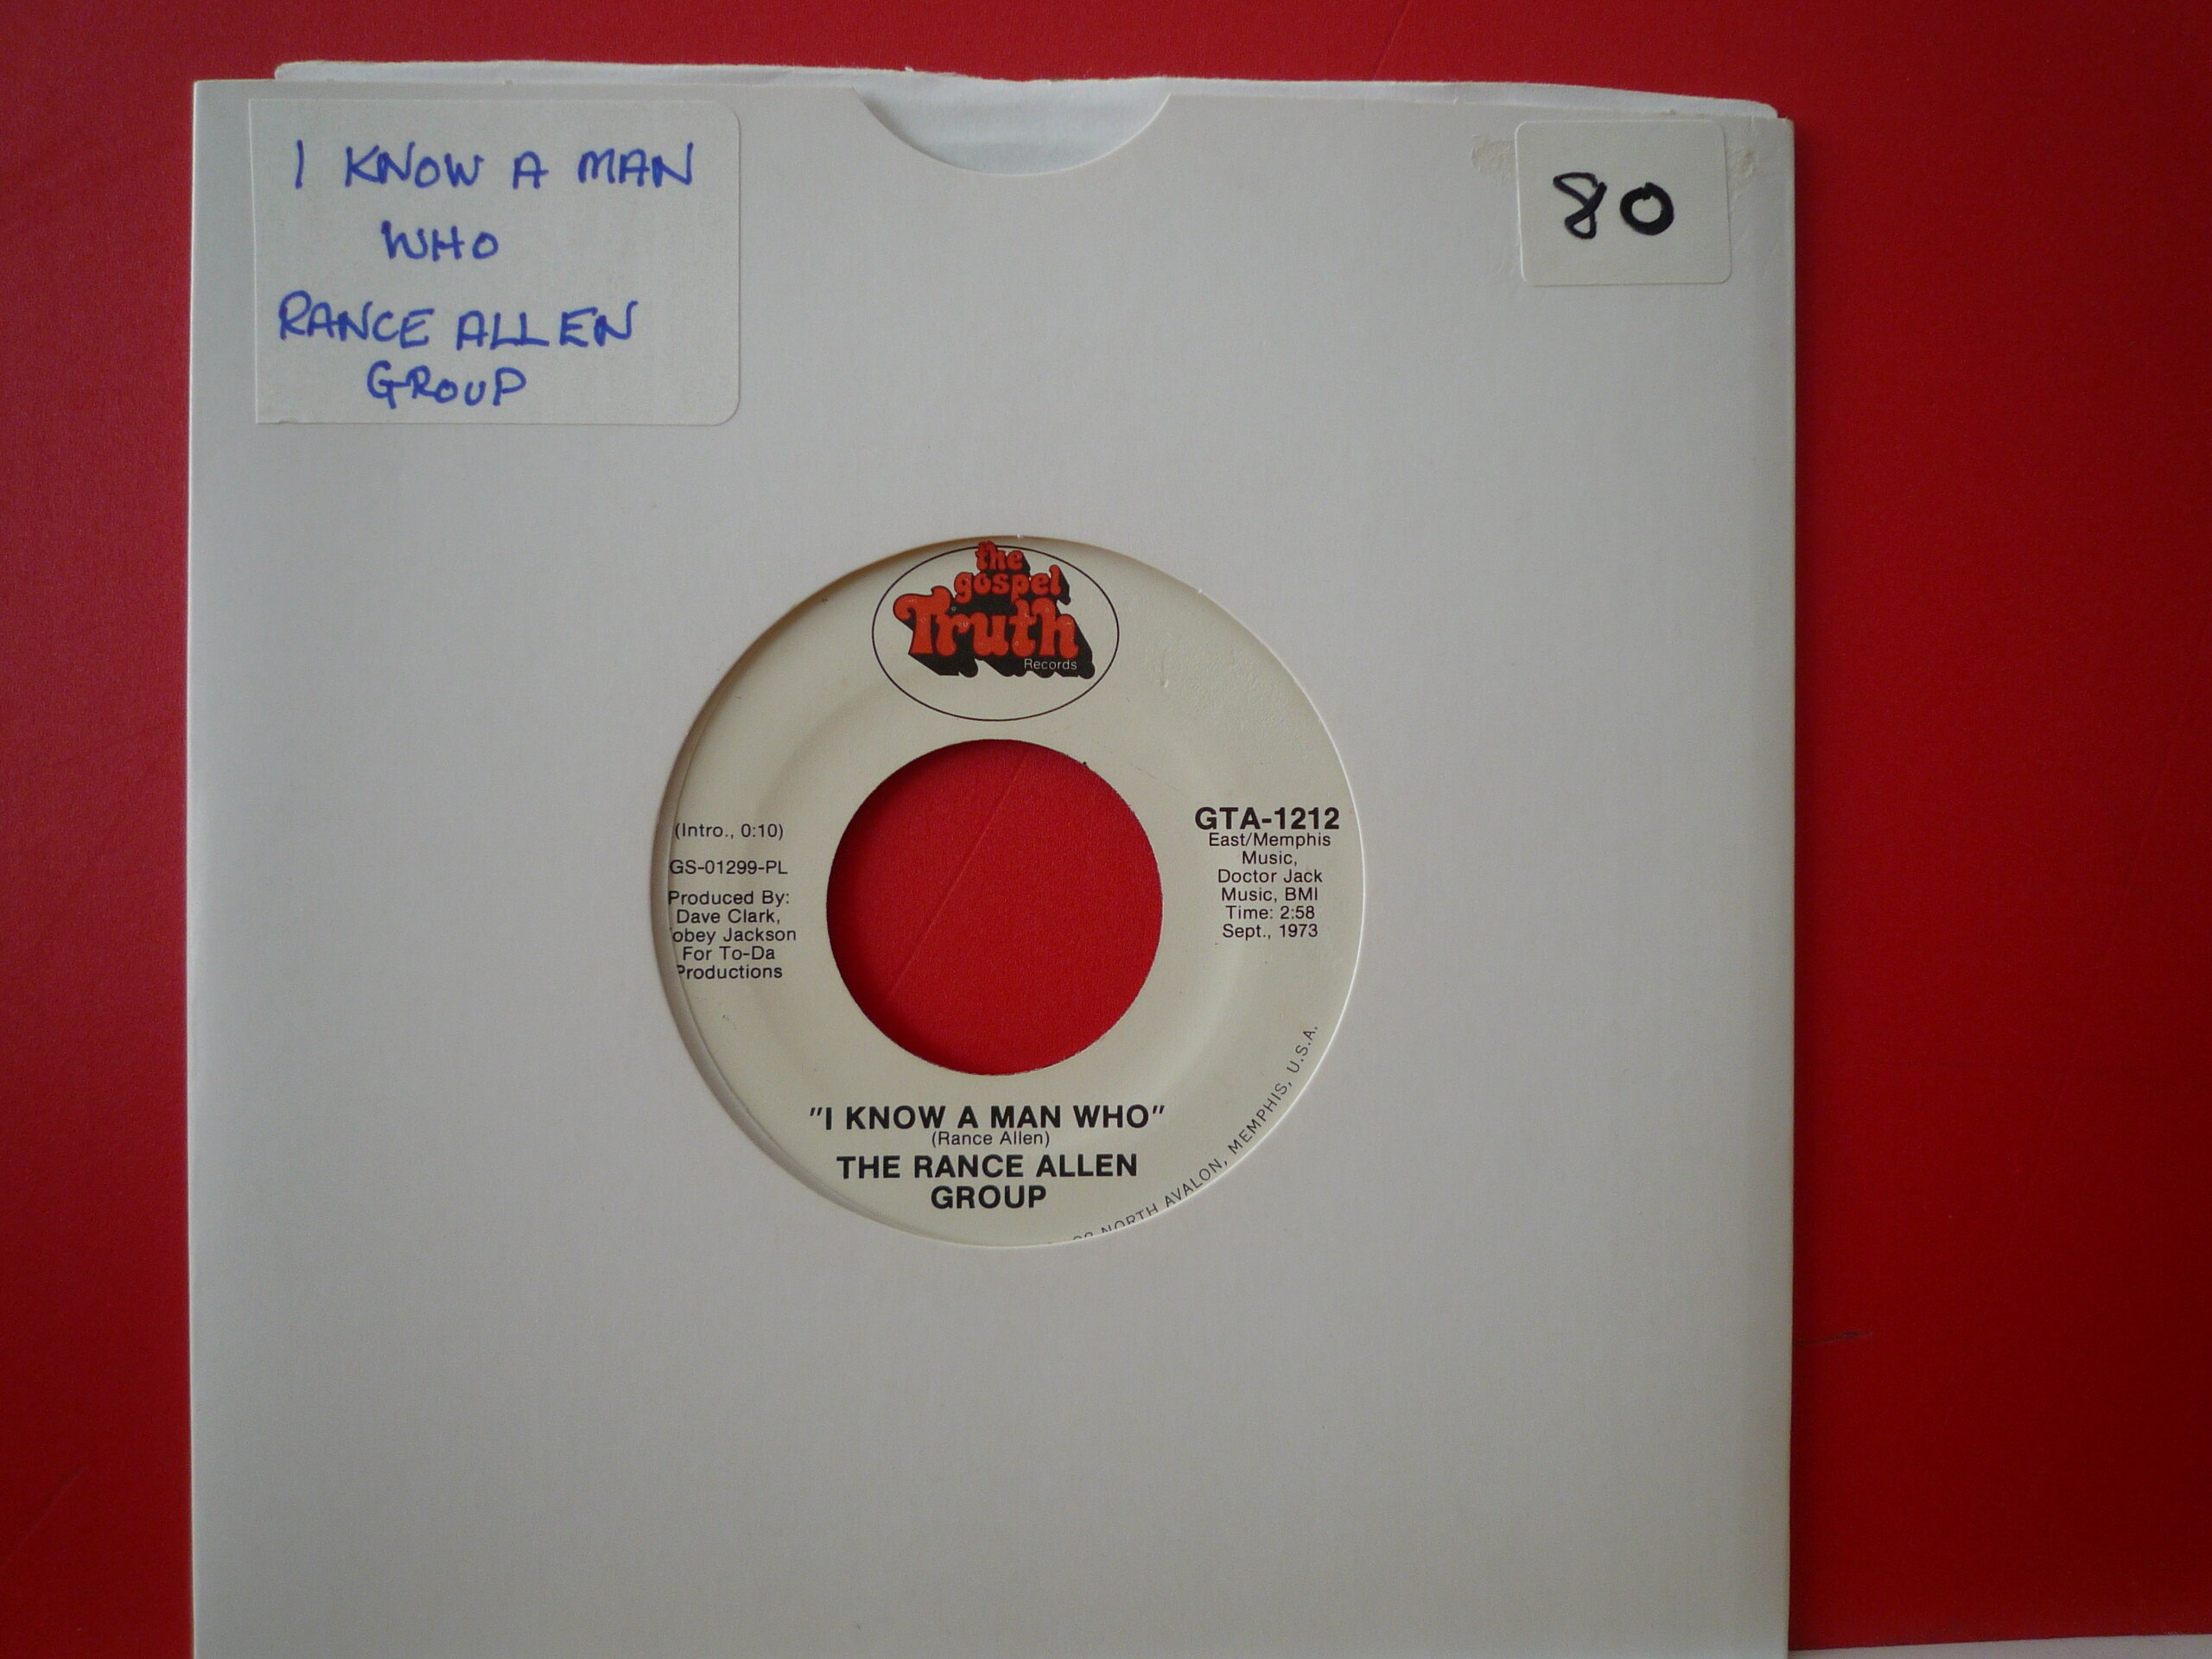 I KNOW A MAN
WHO
RANCE ALLEN
GROUP
80
the
gospel
Truth
Records
(Intro., 0:10)
GS-01299-PL
Produced By:
Dave Clark,
obey Jackson
For To-Da
Productions
GTA-1212
East/Memphis
Music,
Doctor Jack
Music, BMI
Time: 2:58
Sept., 1973
"I KNOW A MAN WHO"
(Rance Allen)
THE RANCE ALLEN
GROUP
NORTH AVALON, MEMPHIS, U.S.A.